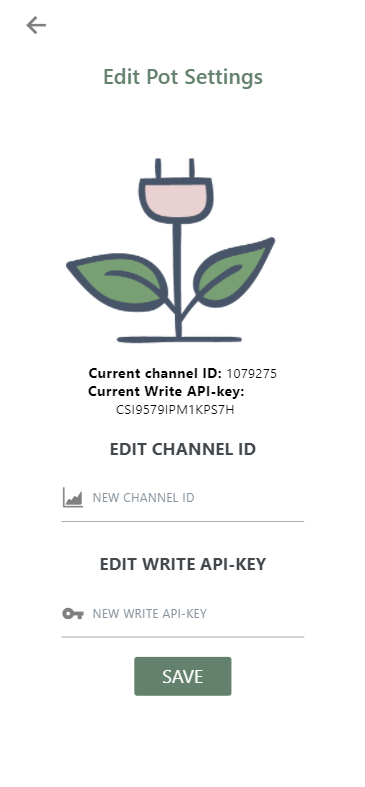 Edit Pot Settings
Current channel ID: 1079275
Current Write API-key:
CSI9579IPM1KPS7H
EDIT CHANNEL ID
NEW CHANNEL ID
EDIT WRITE API-KEY
NEW WRITE API-KEY
SAVE